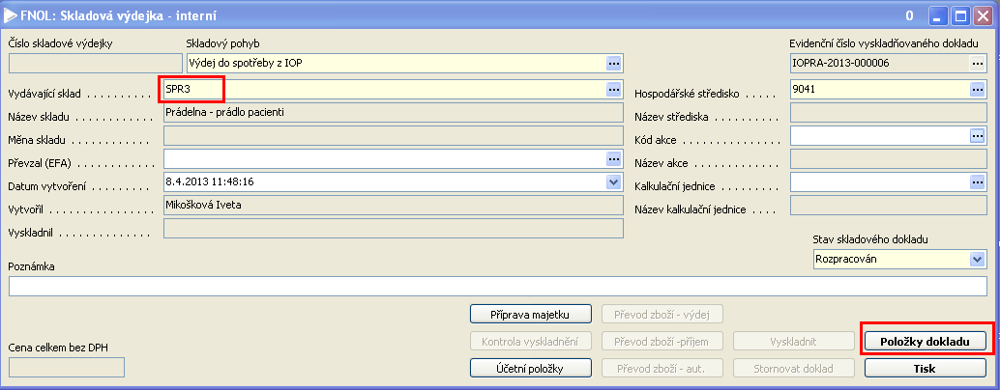 FNOL: Skladová výdejka - interní 0
Číslo skladové výdejky Skladový pohyb Evidenční číslo vyskladňovaného dokladu
Výdej do spotřeby z IOP ... IOPRA-2013-000006 ...
Vydávající sklad .......... SPR3 ... Hospodářské středisko ...... 9041 ...
Název skladu ............ Prádelna - prádlo pacienti Název střediska ...........
Měna skladu ............. Kód akce ............... ...
Převzal (EFA) ............ ... Název akce .............
Datum vytvoření ......... 8.4.2013 11:48:16 Kalkulační jednice ......... ...
Vytvořil ................. Mikošková Iveta Název kalkulační jednice ....
Vyskladnil ..............
Stav skladového dokladu
Rozpracován
Poznámka
Příprava majetku Převod zboží - výdej
Kontrola vyskladnění Převod zboží -příjem Vyskladnit Položky dokladu
Cena celkem bez DPH
Účetní položky Převod zboží - aut. Stornovat doklad Tisk